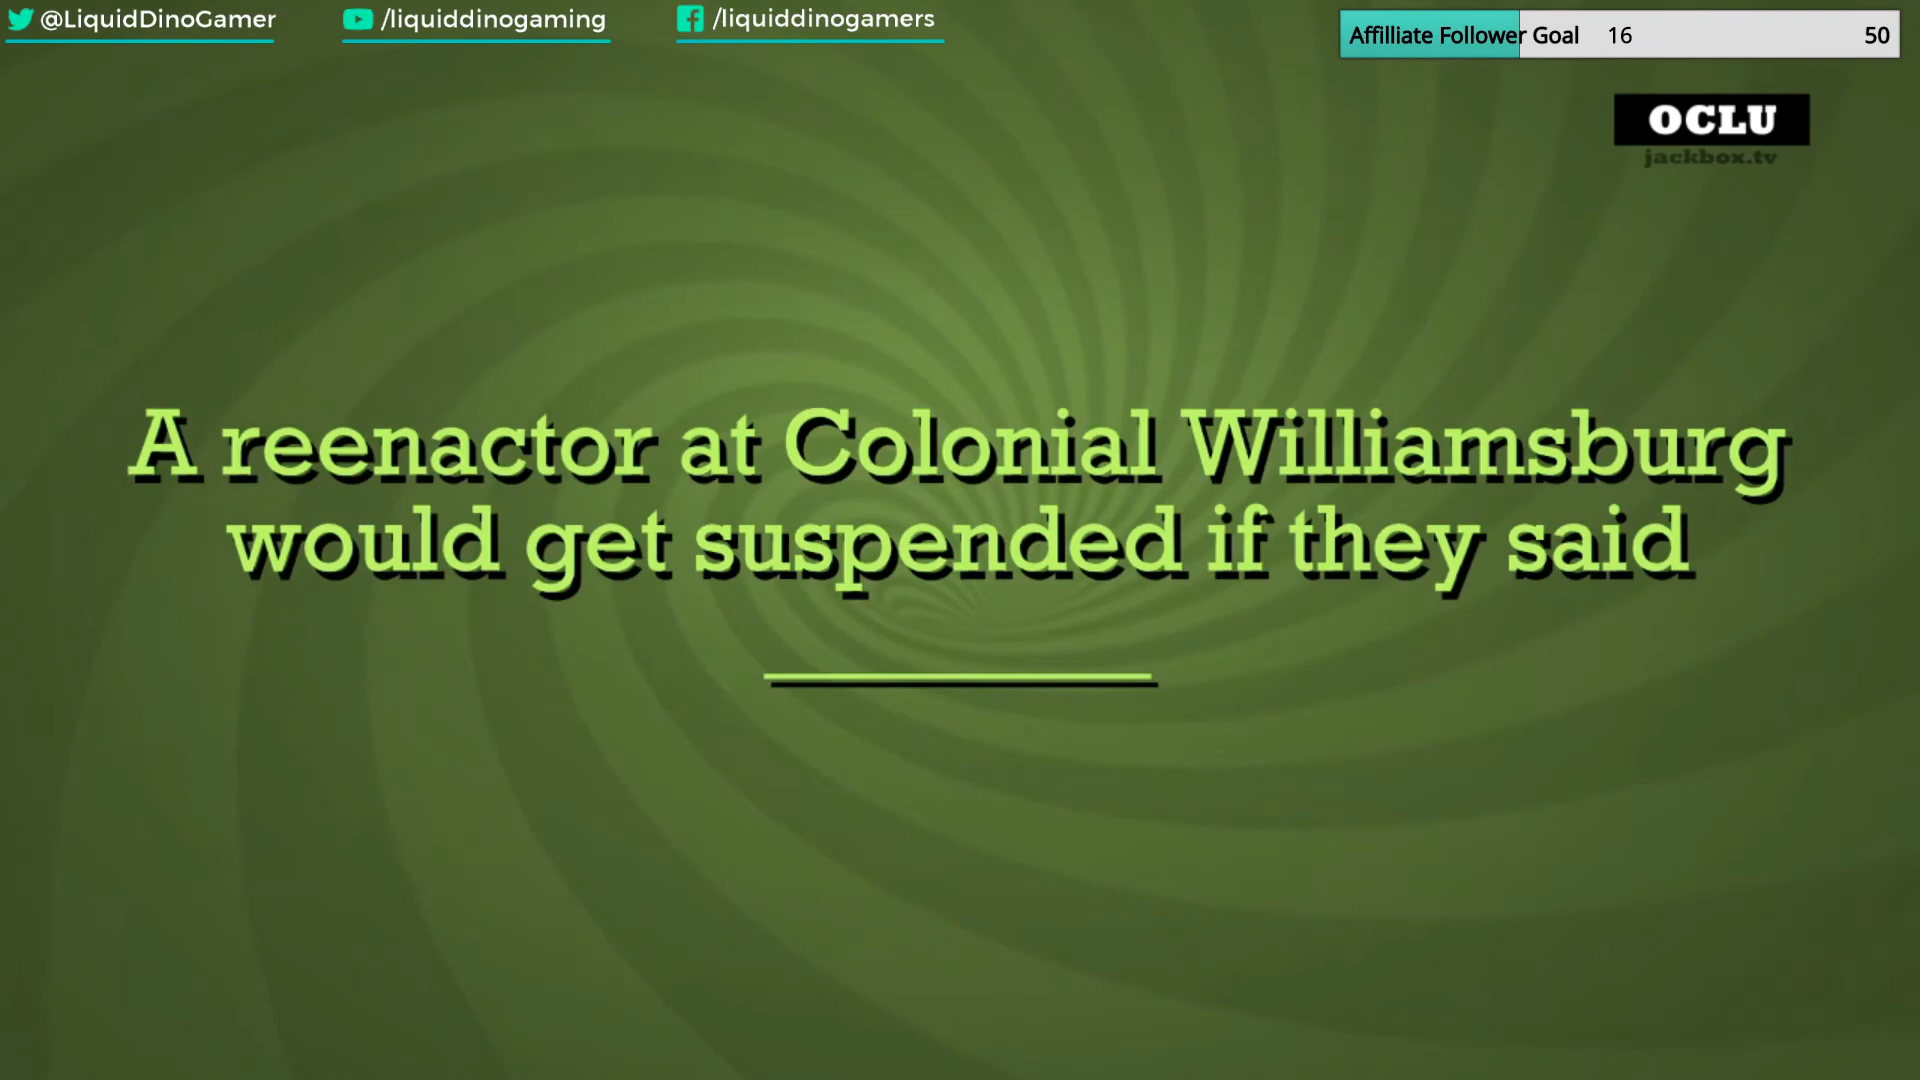 @LiquidDinoGamer /liquiddinogaming /liquiddinogamers
Affilliate Follower Goal 16 50
OCLU
jackbox.tv
A reenactor at Colonial Williamsburg
would get suspended if they said